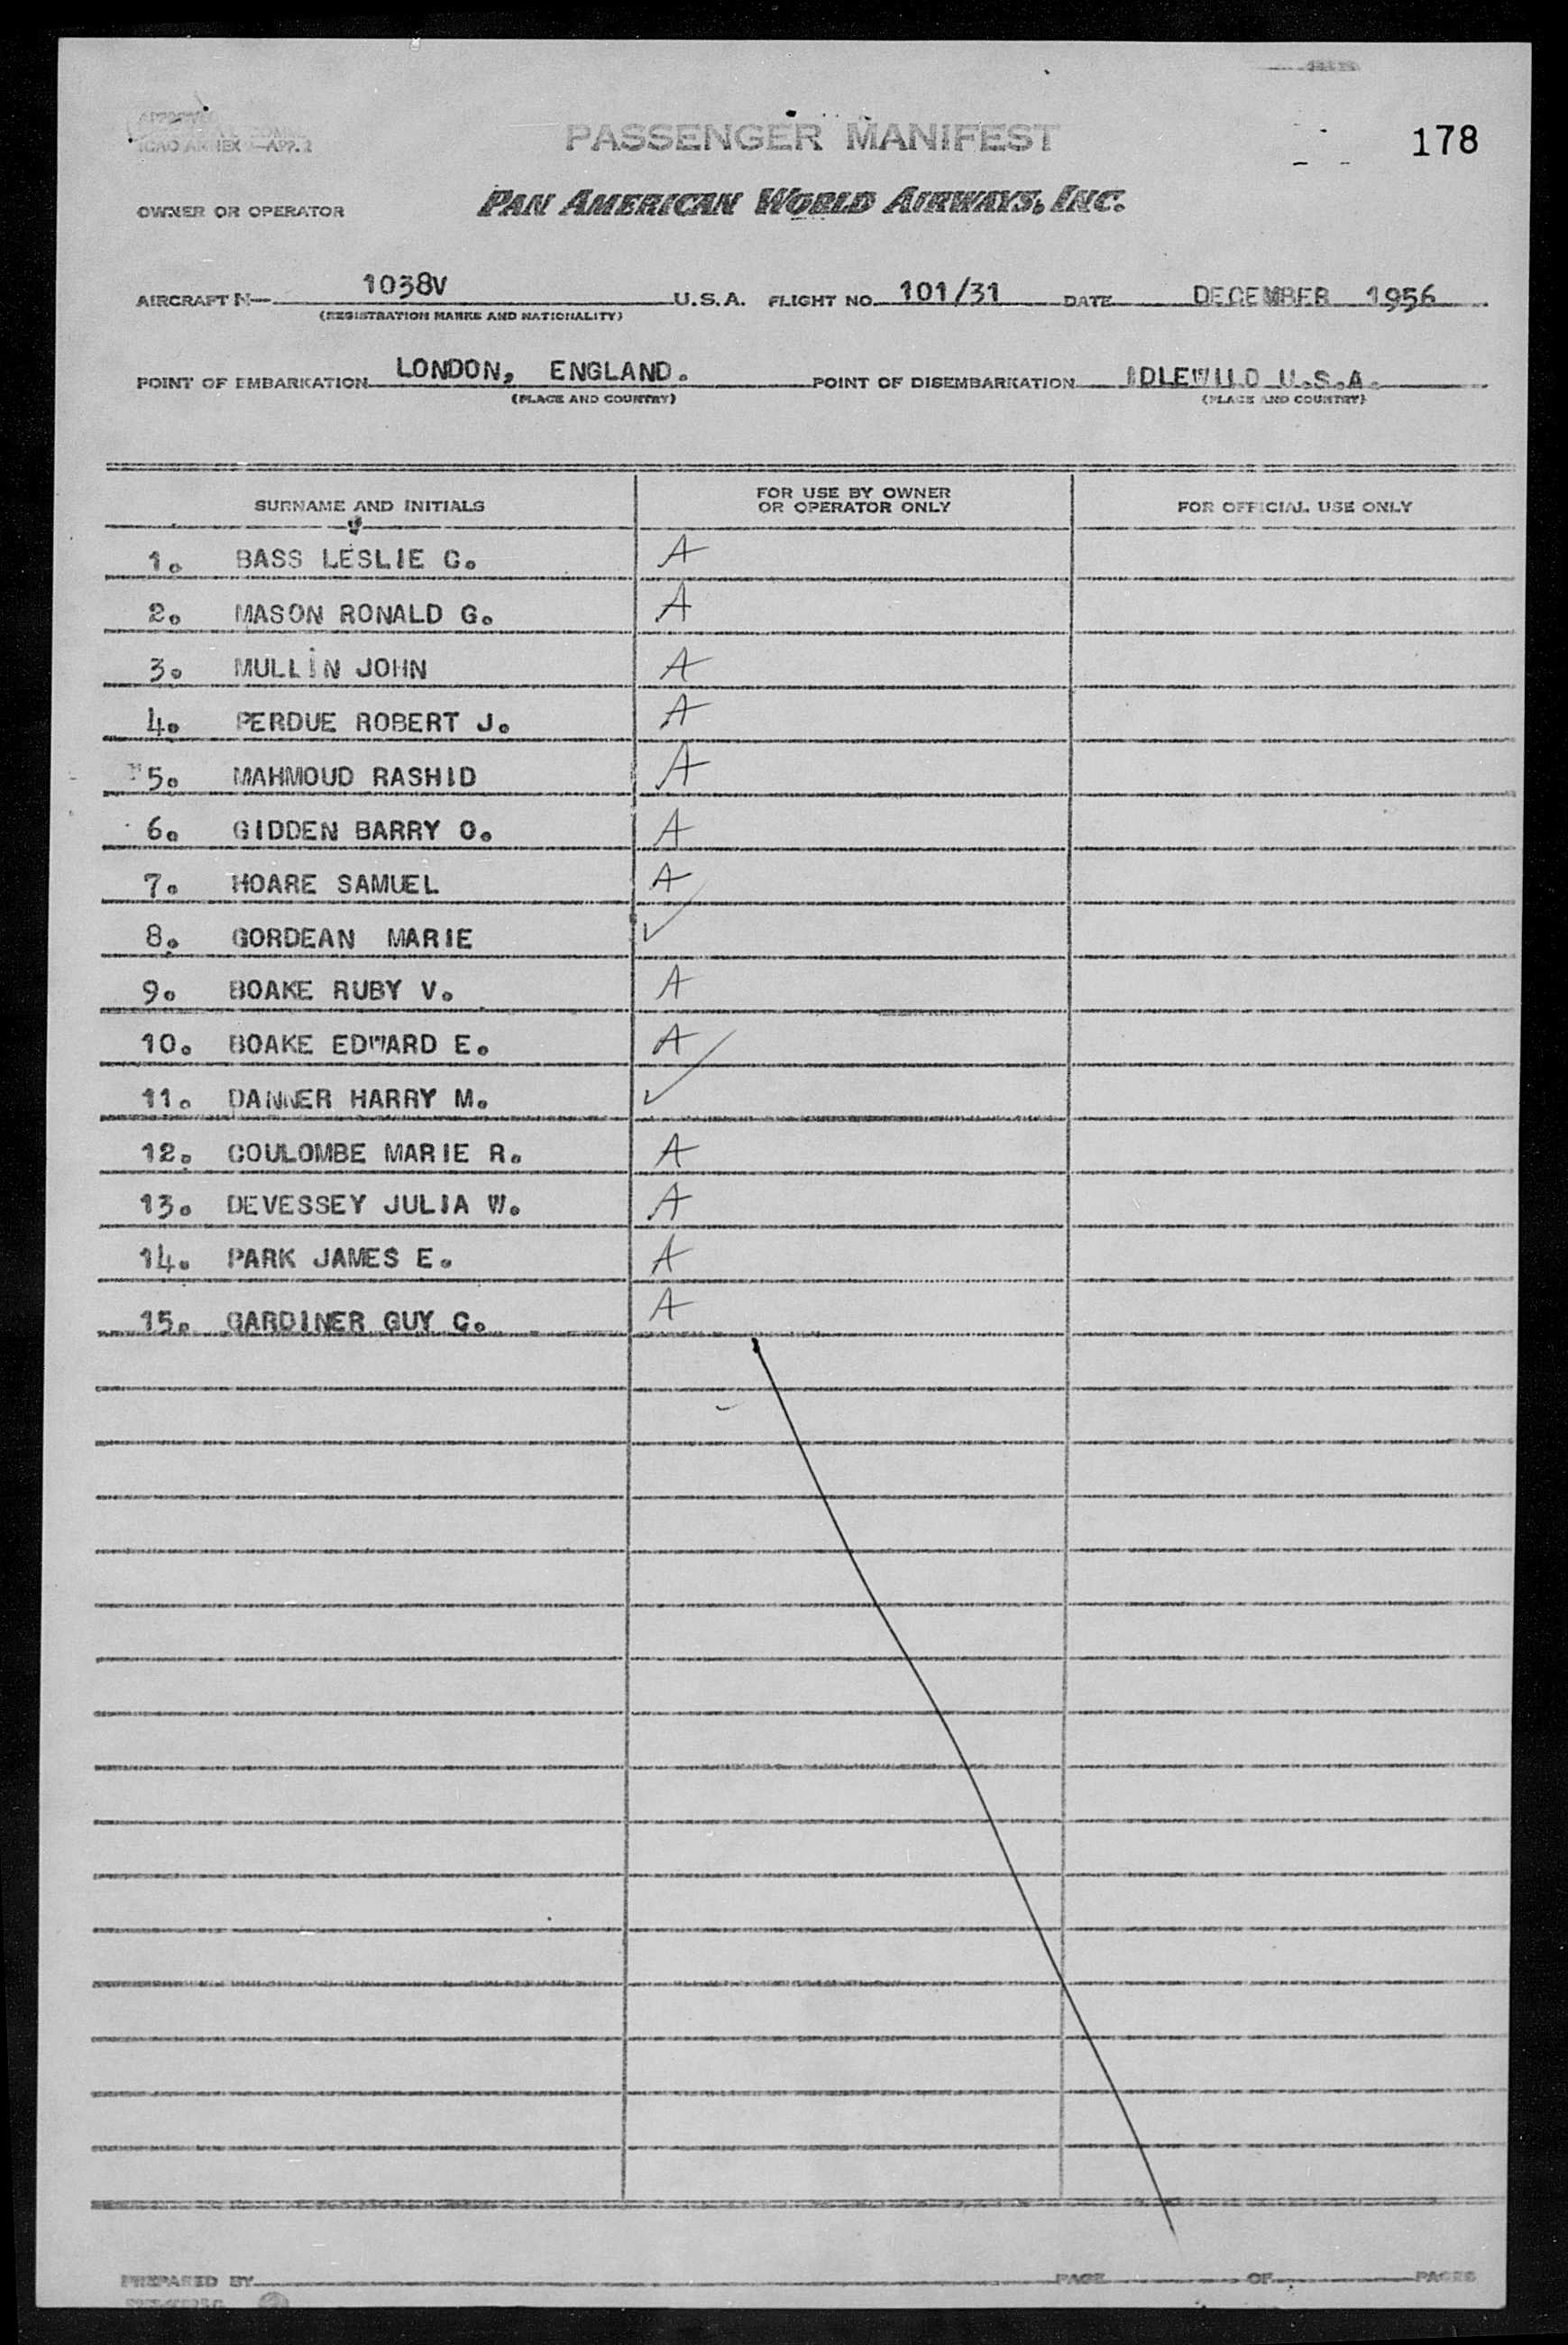 ICAO ANNEX 9—APP. 2
PASSENGER MANIFEST
178
OWNER OR OPERATOR PAN AMERICAN WORLD AIRWAYS, INC.
AIRCRAFT N— 1038V U.S.A. FLIGHT NO. 101/31 DATE DECEMBER 1956
(REGISTRATION MARKS AND NATIONALITY)
POINT OF EMBARKATION LONDON, ENGLAND. POINT OF DISEMBARKATION IDLEWILD U.S.A.
(PLACE AND COUNTRY) (PLACE AND COUNTRY)
SURNAME AND INITIALS
FOR USE BY OWNER
OR OPERATOR ONLY
FOR OFFICIAL USE ONLY
1. BASS LESLIE C. A
2. MASON RONALD G. A
3. MULLIN JOHN A
4. PERDUE ROBERT J. A
5. MAHMOUD RASHID A
6. GIDDEN BARRY O. A
7. HOARE SAMUEL A
8. GORDEAN MARIE ✓
9. BOAKE RUBY V. A
10. BOAKE EDWARD E. A
11. DANNER HARRY M. ✓
12. COULOMBE MARIE R. A
13. DEVESSEY JULIA W. A
14. PARK JAMES E. A
15. GARDINER GUY C. A
PREPARED BY PAGE OF PAGES